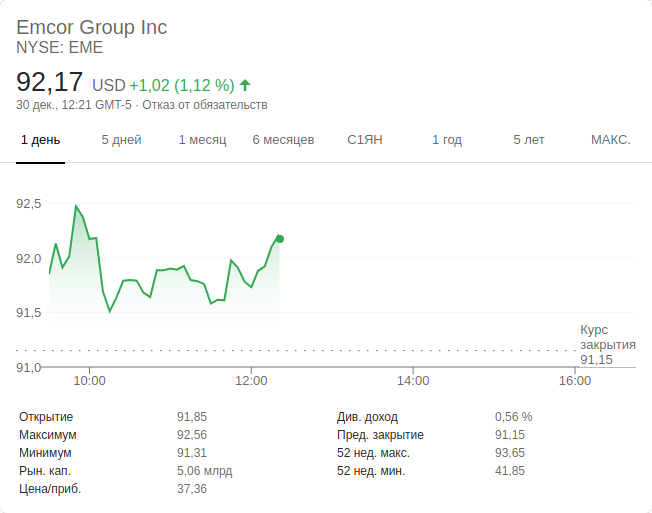 Emcor Group Inc
NYSE: EME
92,17 USD +1,02 (1,12 %)
30 дек., 12:21 GMT-5 · Отказ от обязательств
1 день 5 дней 1 месяц 6 месяцев С1ЯН 1 год 5 лет МАКС.
92,5
92,0
91,5
Курс
закрытия
91,15
91,0
10:00 12:00 14:00 16:00
Открытие 91,85 Див. доход 0,56 %
Максимум 92,56 Пред. закрытие 91,15
Минимум 91,31 52 нед. макс. 93,65
Рын. кап. 5,06 млрд 52 нед. мин. 41,85
Цена/приб. 37,36